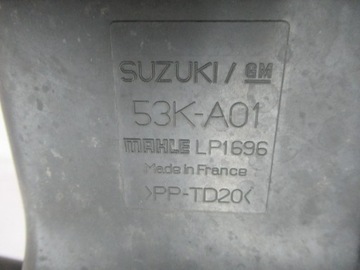 SUZUKI / GM
53K-A01
MAHLE LP1696
Made in France
>PP-TD20<